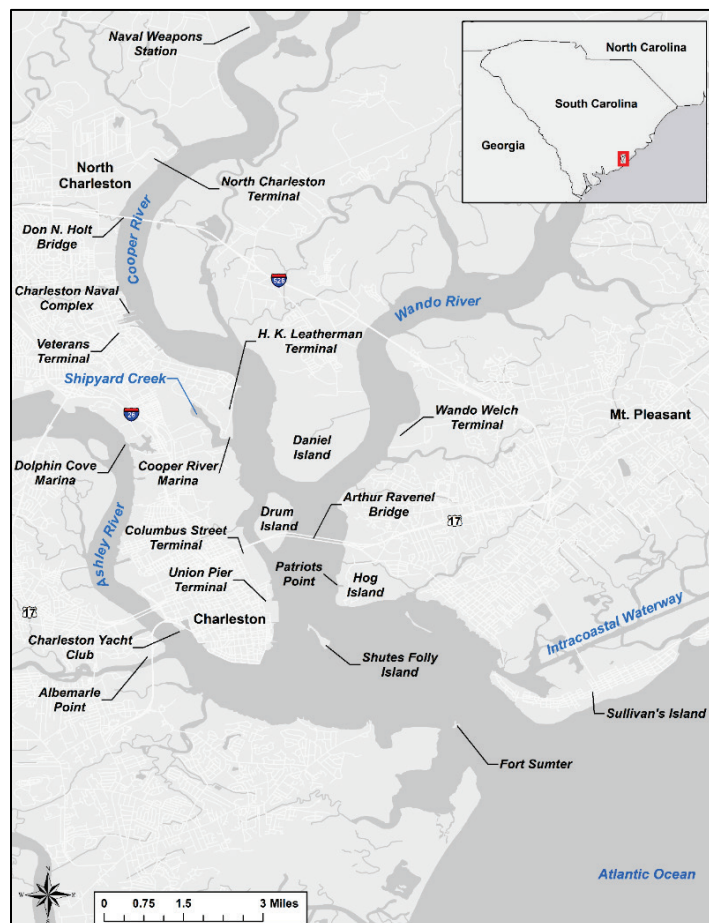 Naval Weapons
Station
North Carolina
South Carolina
Georgia
North
Charleston
North Charleston
Terminal
Don N. Holt
Bridge
Cooper River
526
Charleston Naval
Complex
Wando River
H. K. Leatherman
Terminal
Veterans
Terminal
Shipyard Creek
26
Mt. Pleasant
Wando Welch
Terminal
Daniel
Island
Dolphin Cove
Marina
Cooper River
Marina
Arthur Ravenel
Bridge
Drum
Island
17
Columbus Street
Terminal
Ashley River
Patriots
Point
Union Pier
Terminal
Hog
Island
17
Charleston
Intracoastal Waterway
Charleston Yacht
Club
Shutes Folly
Island
Albemarle
Point
Sullivan's Island
Fort Sumter
Atlantic Ocean
N
W
E
S
0 0.75 1.5 3 Miles